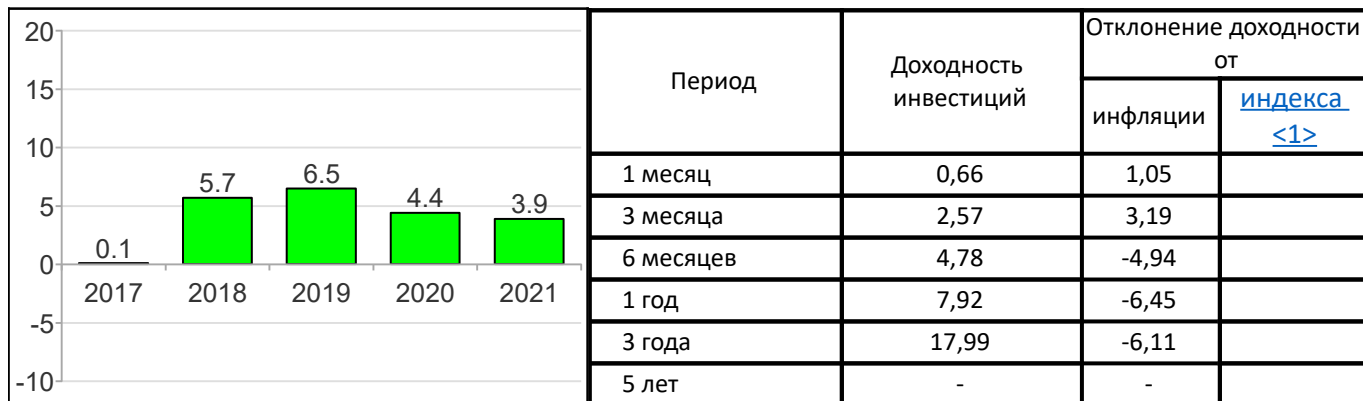 20
15
10
5
0
-5
-10
0.1
5.7
6.5
4.4
3.9
2017 2018 2019 2020 2021
Период
Доходность
инвестиций
Отклонение доходности
от
инфляции
индекса
<1>
1 месяц 0,66 1,05
3 месяца 2,57 3,19
6 месяцев 4,78 -4,94
1 год 7,92 -6,45
3 года 17,99 -6,11
5 лет - -